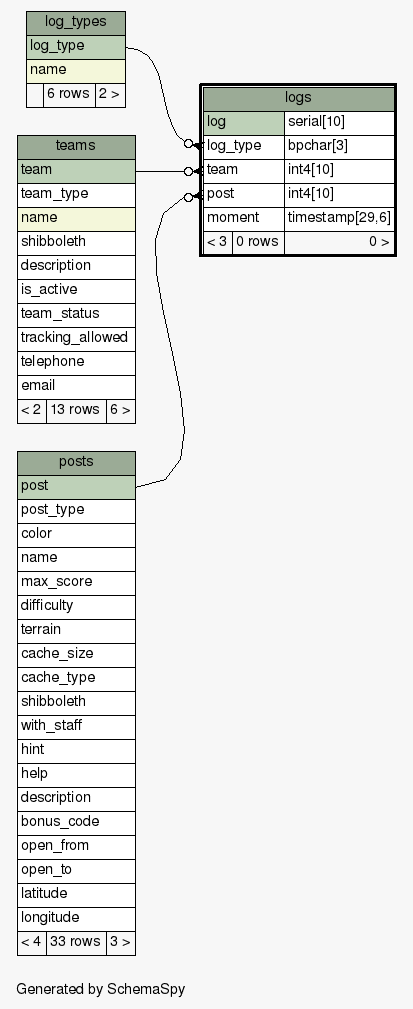 log_types
log_type
name
6 rows 2 >
logs
log serial[10]
log_type bpchar[3]
team int4[10]
post int4[10]
moment timestamp[29,6]
< 3 0 rows 0 >
teams
team
team_type
name
shibboleth
description
is_active
team_status
tracking_allowed
telephone
email
< 2 13 rows 6 >
posts
post
post_type
color
name
max_score
difficulty
terrain
cache_size
cache_type
shibboleth
with_staff
hint
help
description
bonus_code
open_from
open_to
latitude
longitude
< 4 33 rows 3 >
Generated by SchemaSpy